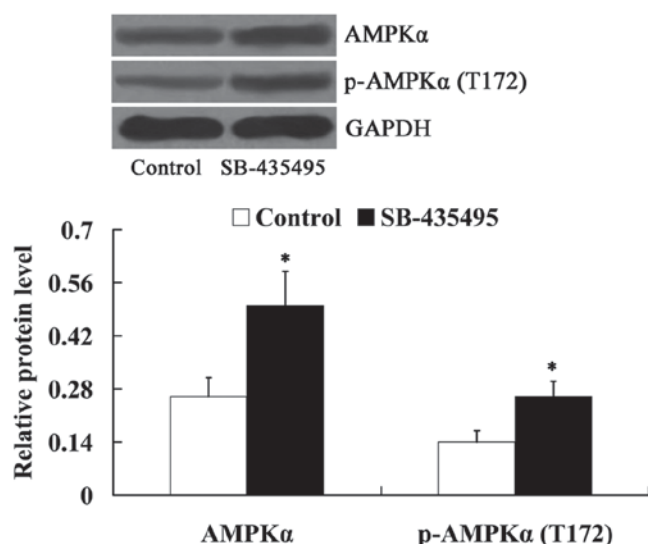 AMPKα
p-AMPKα (T172)
GAPDH
Control SB-435495
Control SB-435495
Relative protein level
0.7
0.56
0.42
0.28
0.14
0
* *
AMPKα p-AMPKα (T172)